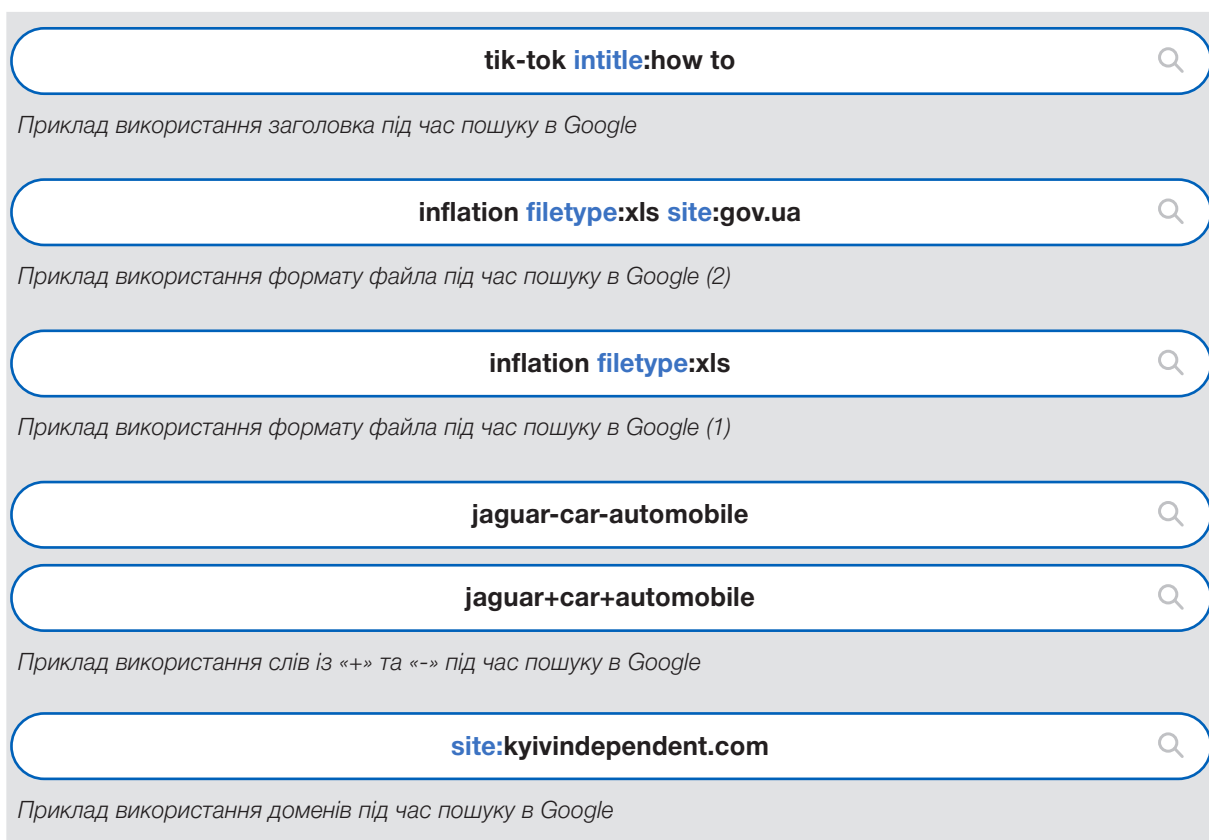 tik-tok intitle:how to
Приклад використання заголовка під час пошуку в Google
inflation filetype:xls site:gov.ua
Приклад використання формату файла під час пошуку в Google (2)
inflation filetype:xls
Приклад використання формату файла під час пошуку в Google (1)
jaguar-car-automobile
jaguar+car+automobile
Приклад використання слів із «+» та «-» під час пошуку в Google
site:kyivindependent.com
Приклад використання доменів під час пошуку в Google